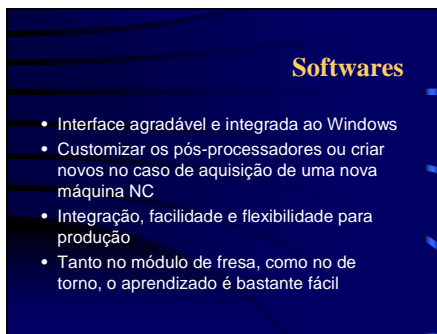 Softwares
• Interface agradável e integrada ao Windows
• Customizar os pós-processadores ou criar
novos no caso de aquisição de uma nova
máquina NC
• Integração, facilidade e flexibilidade para
produção
• Tanto no módulo de fresa, como no de
torno, o aprendizado é bastante fácil